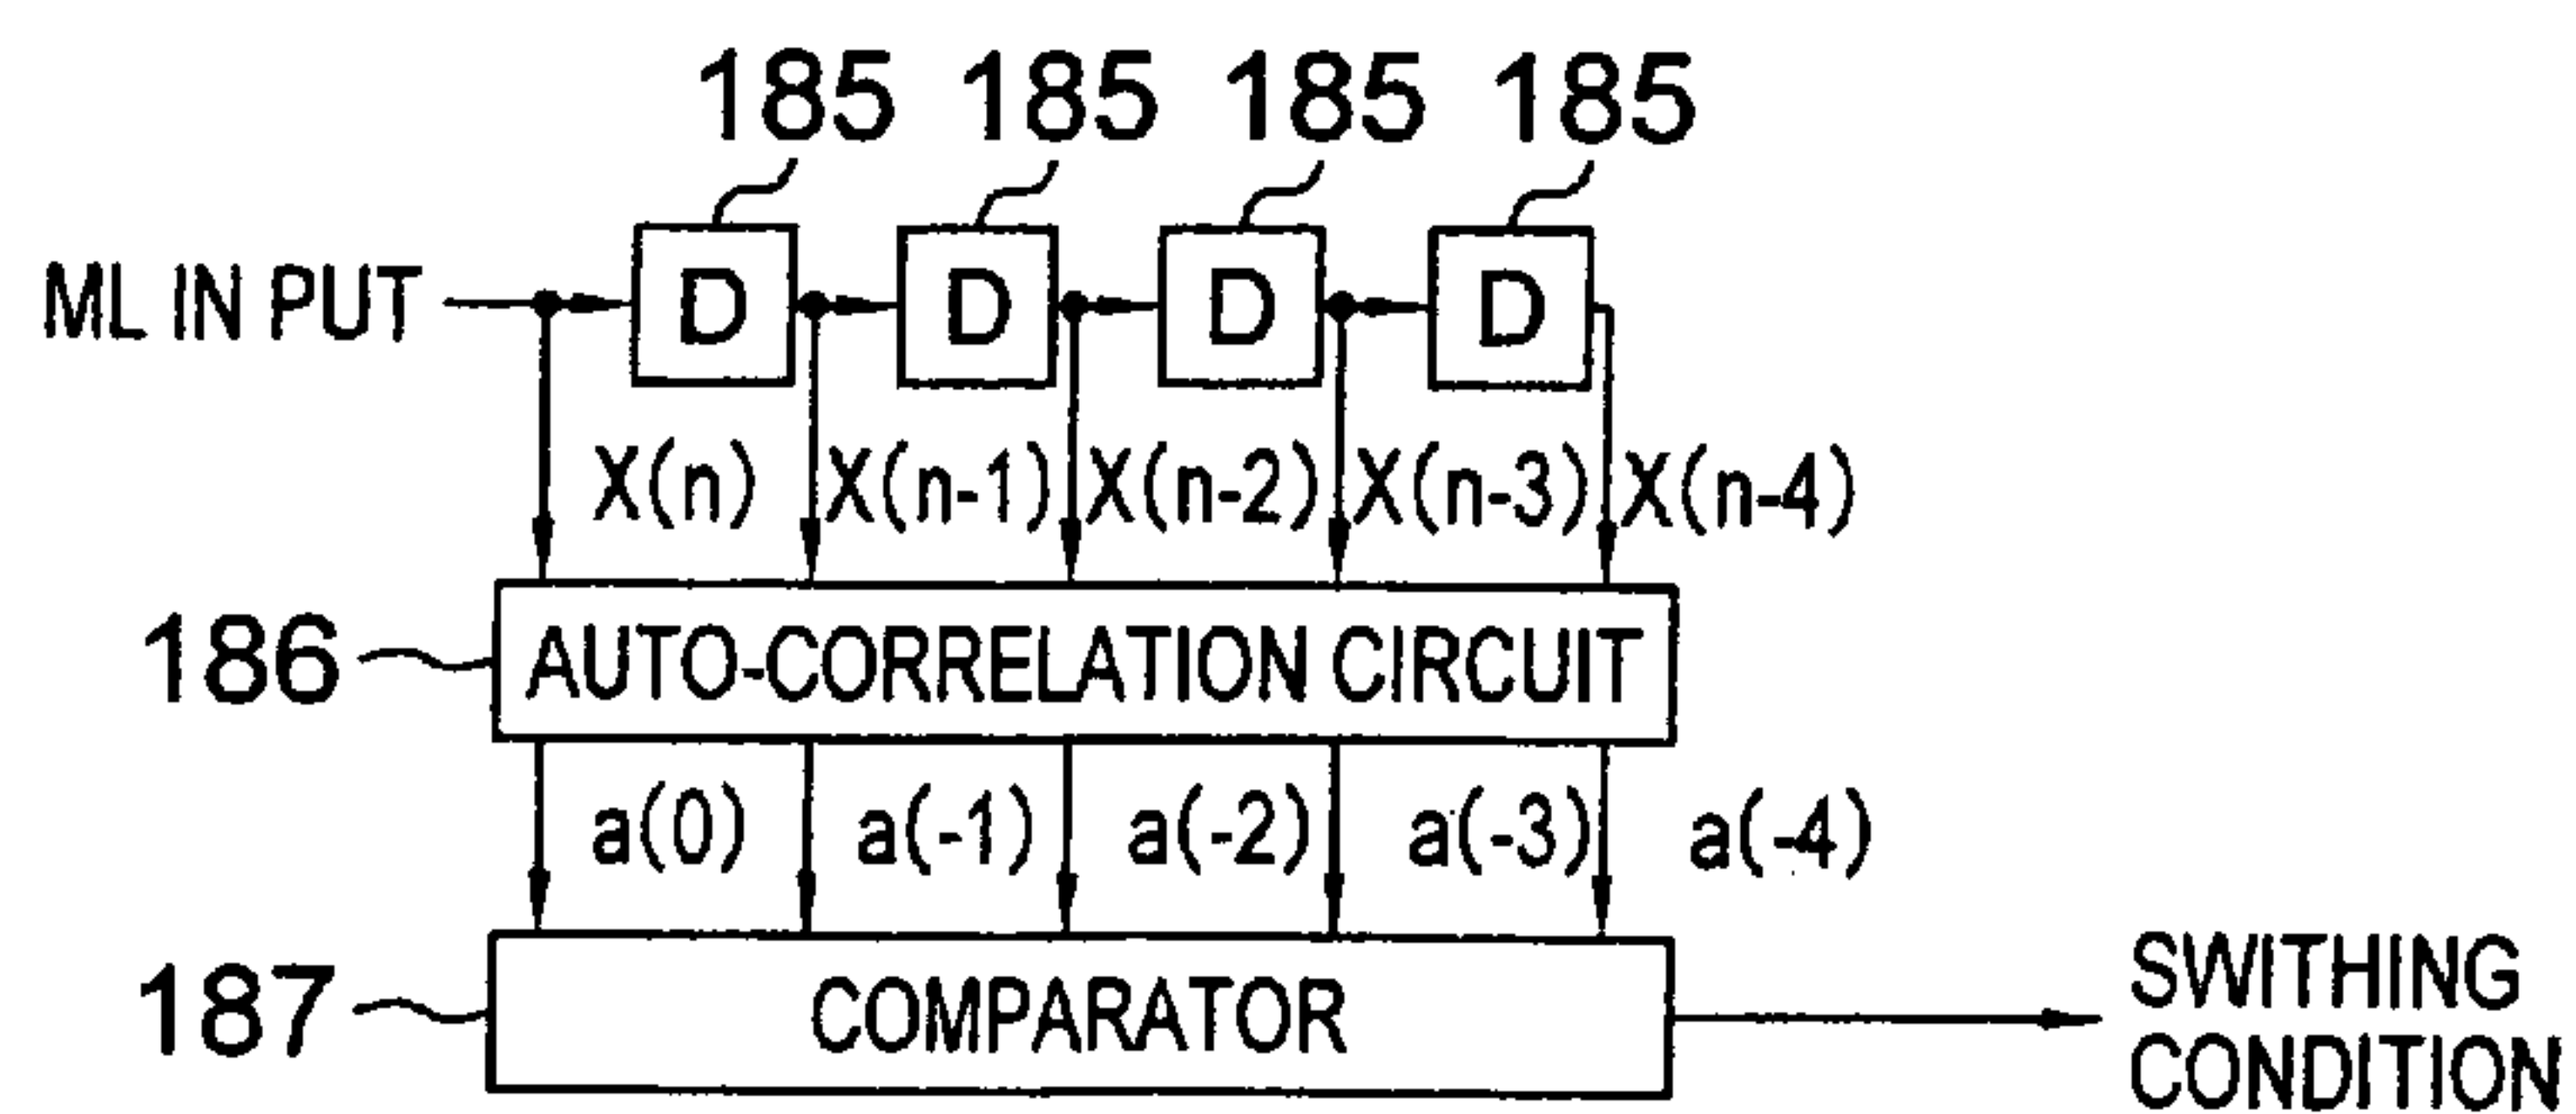 185 185 185 185
ML IN PUT D D D D
X(n) X(n-1) X(n-2) X(n-3) X(n-4)
186 AUTO-CORRELATION CIRCUIT
a(0) a(-1) a(-2) a(-3) a(-4)
187 COMPARATOR
SWITHING
CONDITION